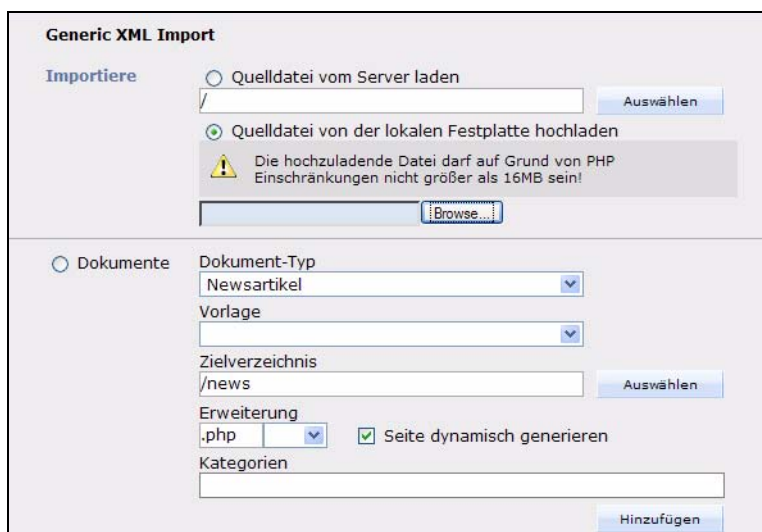 Generic XML Import
Importiere
Quelldatei vom Server laden
/
Auswählen
Quelldatei von der lokalen Festplatte hochladen
Die hochzuladende Datei darf auf Grund von PHP
Einschränkungen nicht größer als 16MB sein!
Browse...
Dokumente
Dokument-Typ
Newsartikel
Vorlage
Zielverzeichnis
/news
Auswählen
Erweiterung
.php
Seite dynamisch generieren
Kategorien
Hinzufügen